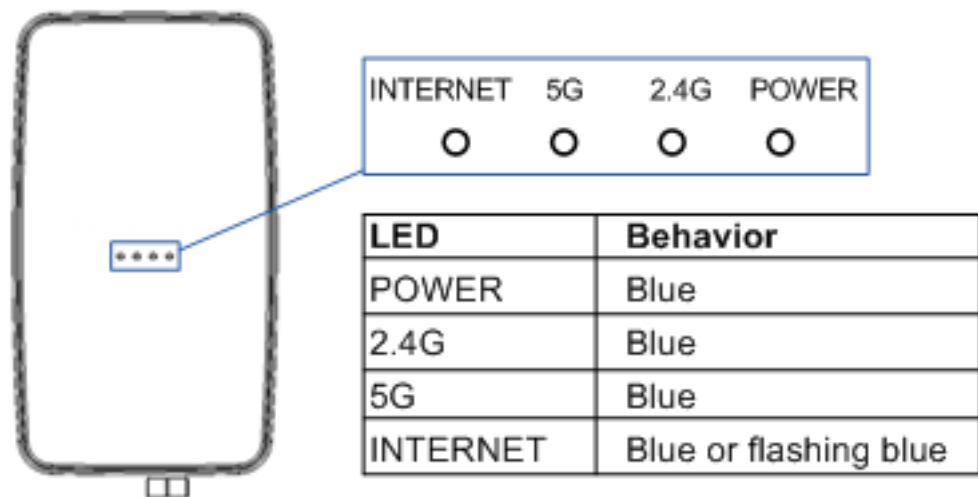 INTERNET 5G 2.4G POWER
LED Behavior
POWER Blue
2.4G Blue
5G Blue
INTERNET Blue or flashing blue